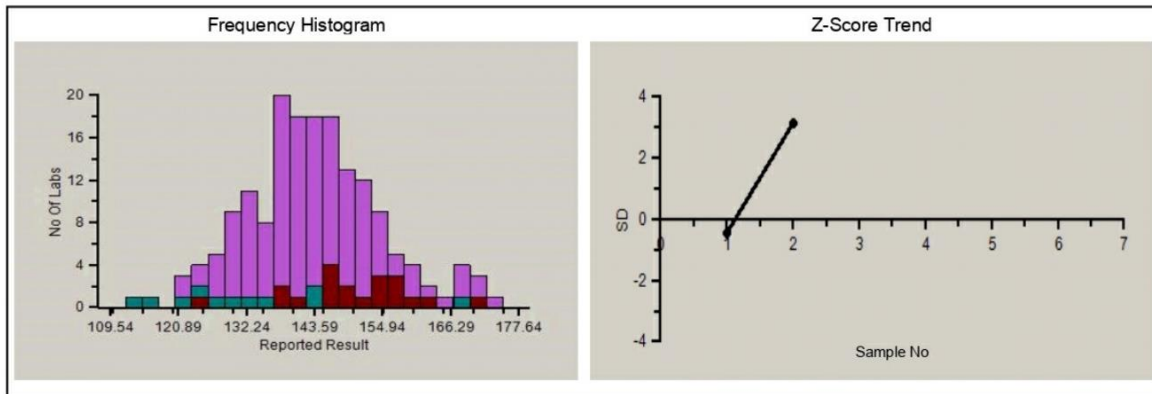 Frequency Histogram
20
16
12
8
4
0
No Of Labs
109.54 120.89 132.24 143.59 154.94 166.29 177.64
Reported Result
Z-Score Trend
4
2
0
-2
-4
SD
0 1 2 3 4 5 6 7
Sample No